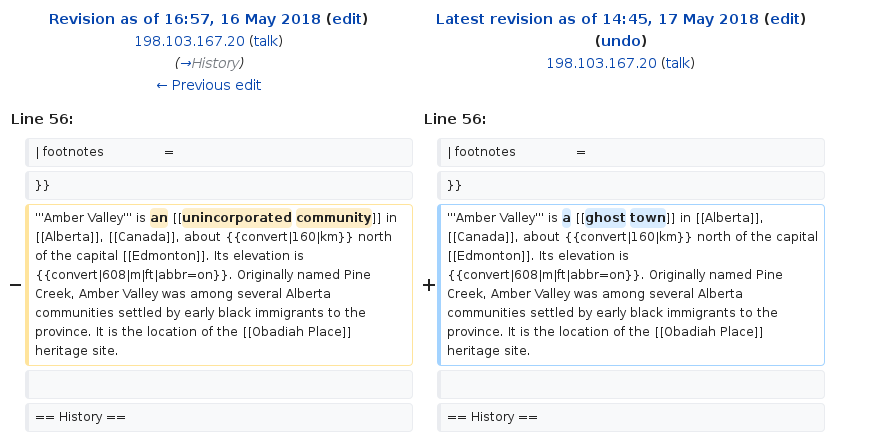 Revision as of 16:57, 16 May 2018 (edit)
198.103.167.20 (talk)
(→History)
← Previous edit
Latest revision as of 14:45, 17 May 2018 (edit)
(undo)
198.103.167.20 (talk)
Line 56:
Line 56:
| footnotes =
| footnotes =
}}
}}
−
'''Amber Valley''' is an [[unincorporated community]] in
[[Alberta]], [[Canada]], about {{convert|160|km}} north
of the capital [[Edmonton]]. Its elevation is
{{convert|608|m|ft|abbr=on}}. Originally named Pine
Creek, Amber Valley was among several Alberta
communities settled by early black immigrants to the
province. It is the location of the [[Obadiah Place]]
heritage site.
+
'''Amber Valley''' is a [[ghost town]] in [[Alberta]],
[[Canada]], about {{convert|160|km}} north of the capital
[[Edmonton]]. Its elevation is
{{convert|608|m|ft|abbr=on}}. Originally named Pine
Creek, Amber Valley was among several Alberta
communities settled by early black immigrants to the
province. It is the location of the [[Obadiah Place]]
heritage site.
== History ==
== History ==